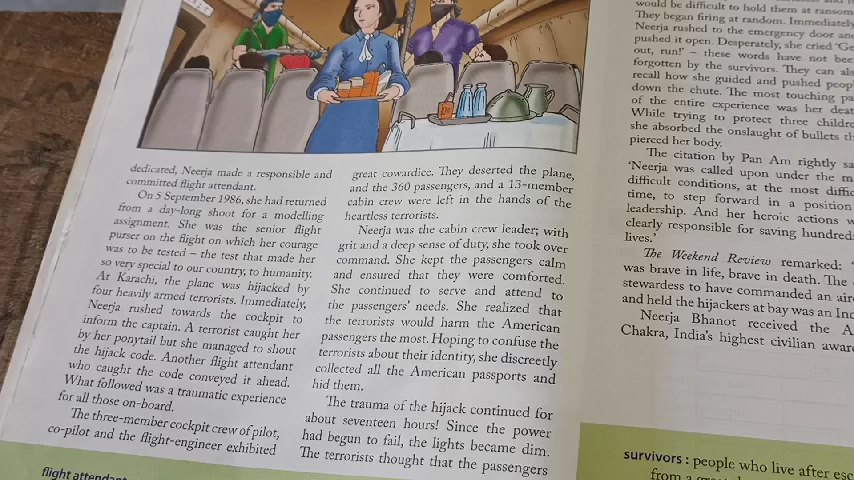 dedicated, Neerja made a responsible and
committed flight attendant.
On 5 September 1986, she had returned
from a day-long shoot for a modelling
assignment. She was the senior flight
purser on the flight on which her courage
was to be tested – the test that made her
so very special to our country, to humanity.
At Karachi, the plane was hijacked by
four heavily armed terrorists. Immediately,
Neerja rushed towards the cockpit to
inform the captain. A terrorist caught her
by her ponytail but she managed to shout
the hijack code. Another flight attendant
who caught the code conveyed it ahead.
What followed was a traumatic experience
for all those on-board.
The three-member cockpit crew of pilot,
co-pilot and the flight-engineer exhibited
flight attendant
great cowardice. They deserted the plane,
and the 360 passengers, and a 13-member
cabin crew were left in the hands of the
heartless terrorists.
Neerja was the cabin crew leader; with
grit and a deep sense of duty, she took over
command. She kept the passengers calm
and ensured that they were comforted.
She continued to serve and attend to
the passengers' needs. She realized that
the terrorists would harm the American
passengers the most. Hoping to confuse the
terrorists about their identity, she discreetly
collected all the American passports and
hid them.
The trauma of the hijack continued for
about seventeen hours! Since the power
had begun to fail, the lights became dim.
The terrorists thought that the passengers
would be difficult to hold them at ransom
They began firing at random. Immediately
Neerja rushed to the emergency door and
pushed it open. Desperately, she cried 'Ge
out, run!' – these words have not bee
forgotten by the survivors. They can als
recall how she guided and pushed peop
down the chute. The most touching pa
of the entire experience was her deat
While trying to protect three childre
she absorbed the onslaught of bullets th
pierced her body.
The citation by Pan Am rightly sa
'Neerja was called upon under the m
difficult conditions, at the most diffic
time, to step forward in a position
leadership. And her heroic actions w
clearly responsible for saving hundred
lives.'
The Weekend Review remarked: '
was brave in life, brave in death. The
stewardess to have commanded an airc
and held the hijackers at bay was an Ind
Neerja Bhanot received the A
Chakra, India's highest civilian awar
survivors : people who live after esc
from a